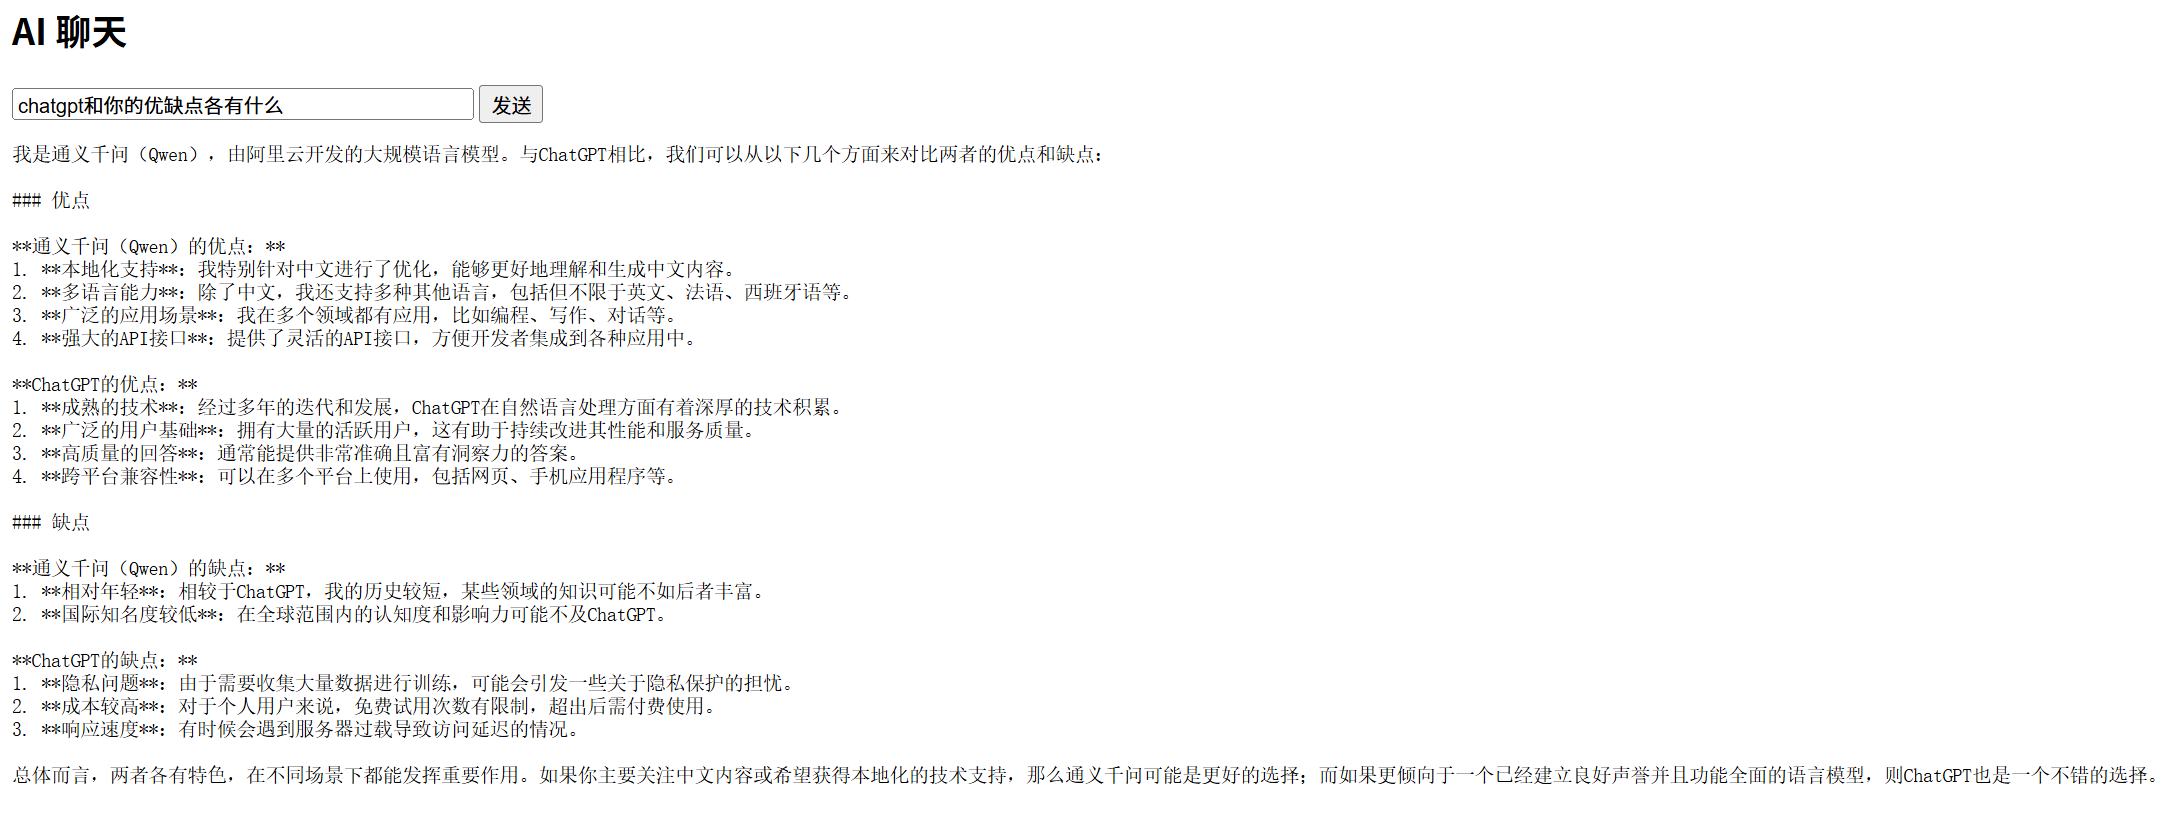 AI 聊天
chatgpt和你的优缺点各有什么 发送
我是通义千问（Qwen），由阿里云开发的大规模语言模型。与ChatGPT相比，我们可以从以下几个方面来对比两者的优点和缺点：
### 优点
**通义千问（Qwen）的优点：**
1. **本地化支持**：我特别针对中文进行了优化，能够更好地理解和生成中文内容。
2. **多语言能力**：除了中文，我还支持多种其他语言，包括但不限于英文、法语、西班牙语等。
3. **广泛的应用场景**：我在多个领域都有应用，比如编程、写作、对话等。
4. **强大的API接口**：提供了灵活的API接口，方便开发者集成到各种应用中。
**ChatGPT的优点：**
1. **成熟的技术**：经过多年的迭代和发展，ChatGPT在自然语言处理方面有着深厚的技术积累。
2. **广泛的用户基础**：拥有大量的活跃用户，这有助于持续改进其性能和服务质量。
3. **高质量的回答**：通常能提供非常准确且富有洞察力的答案。
4. **跨平台兼容性**：可以在多个平台上使用，包括网页、手机应用程序等。
### 缺点
**通义千问（Qwen）的缺点：**
1. **相对年轻**：相较于ChatGPT，我的历史较短，某些领域的知识可能不如后者丰富。
2. **国际知名度较低**：在全球范围内的认知度和影响力可能不及ChatGPT。
**ChatGPT的缺点：**
1. **隐私问题**：由于需要收集大量数据进行训练，可能会引发一些关于隐私保护的担忧。
2. **成本较高**：对于个人用户来说，免费试用次数有限制，超出后需付费使用。
3. **响应速度**：有时候会遇到服务器过载导致访问延迟的情况。
总体而言，两者各有特色，在不同场景下都能发挥重要作用。如果你主要关注中文内容或希望获得本地化的技术支持，那么通义千问可能是更好的选择；而如果更倾向于一个已经建立良好声誉并且功能全面的语言模型，则ChatGPT也是一个不错的选择。